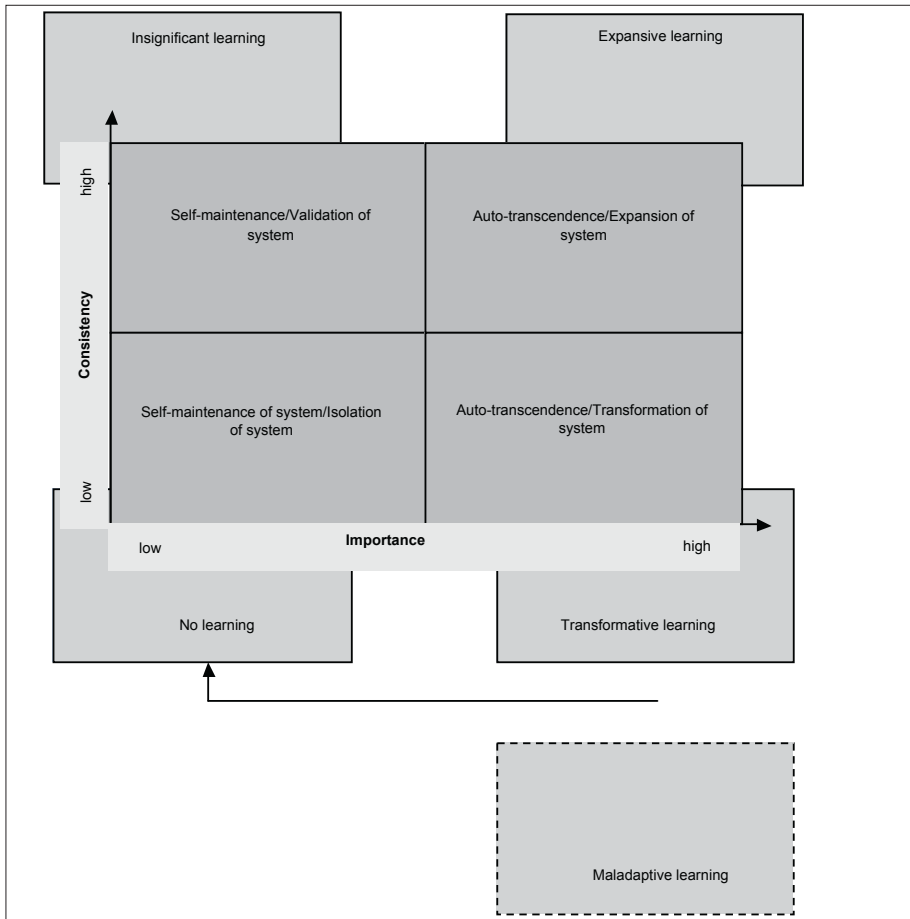 Insignificant learning
Expansive learning
high
Self-maintenance/Validation of
system
Auto-transcendence/Expansion of
system
Consistency
Self-maintenance of system/Isolation
of system
Auto-transcendence/Transformation of
system
low
low
Importance
high
No learning
Transformative learning
Maladaptive learning